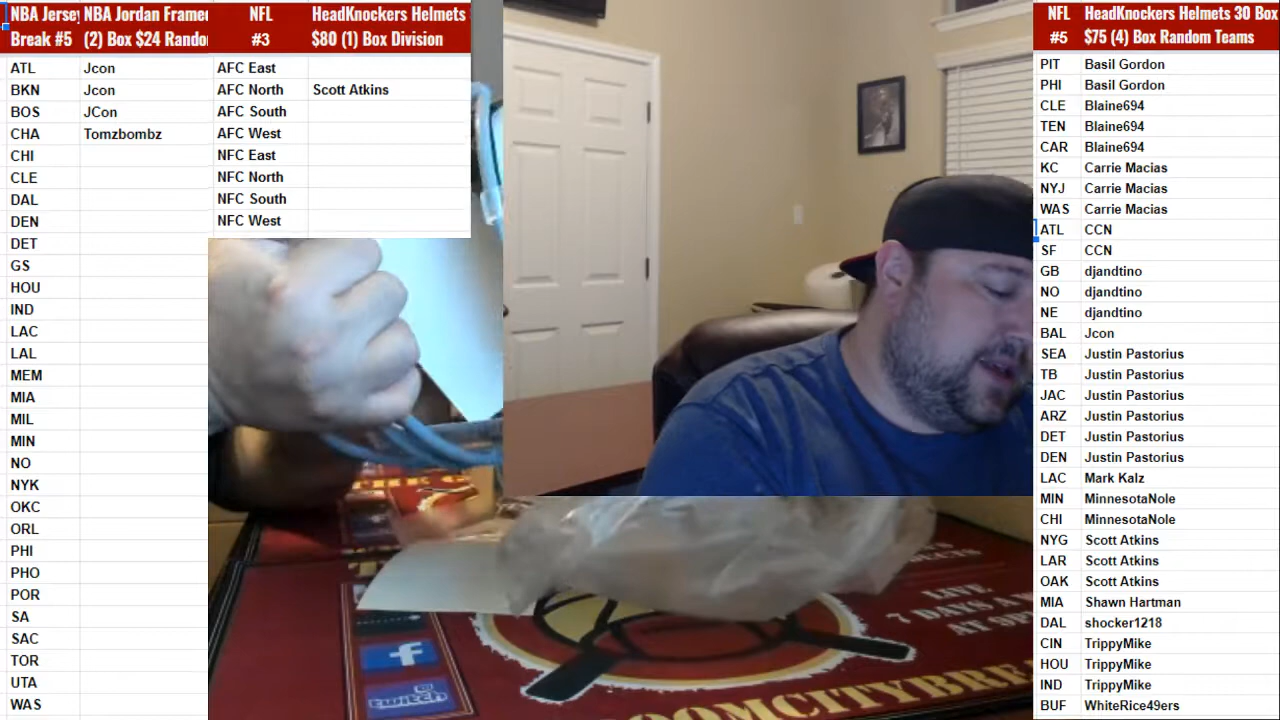 NBA Jersey NBA Jordan Framed
Break #5 (2) Box $24 Rando
ATL Jcon
BKN Jcon
BOS JCon
CHA Tomzbombz
CHI
CLE
DAL
DEN
DET
GS
HOU
IND
LAC
LAL
MEM
MIA
MIL
MIN
NO
NYK
OKC
ORL
PHI
PHO
POR
SA
SAC
TOR
UTA
WAS
NFL HeadKnockers Helmets
#3 $80 (1) Box Division
AFC East
AFC North Scott Atkins
AFC South
AFC West
NFC East
NFC North
NFC South
NFC West
NFL HeadKnockers Helmets 30 Box
#5 $75 (4) Box Random Teams
PIT Basil Gordon
PHI Basil Gordon
CLE Blaine694
TEN Blaine694
CAR Blaine694
KC Carrie Macias
NYJ Carrie Macias
WAS Carrie Macias
ATL CCN
SF CCN
GB djandtino
NO djandtino
NE djandtino
BAL Jcon
SEA Justin Pastorius
TB Justin Pastorius
JAC Justin Pastorius
ARZ Justin Pastorius
DET Justin Pastorius
DEN Justin Pastorius
LAC Mark Kalz
MIN MinnesotaNole
CHI MinnesotaNole
NYG Scott Atkins
LAR Scott Atkins
OAK Scott Atkins
MIA Shawn Hartman
DAL shocker1218
CIN TrippyMike
HOU TrippyMike
IND TrippyMike
BUF WhiteRice49ers
LIVE
7 DAYS A
AT 9P
f
twitch
OOMCITYBRE